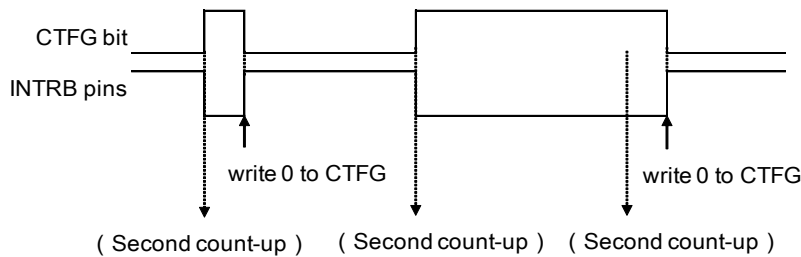 CTFG bit
INTRB pins
write 0 to CTFG
write 0 to CTFG
( Second count-up )
( Second count-up )
( Second count-up )